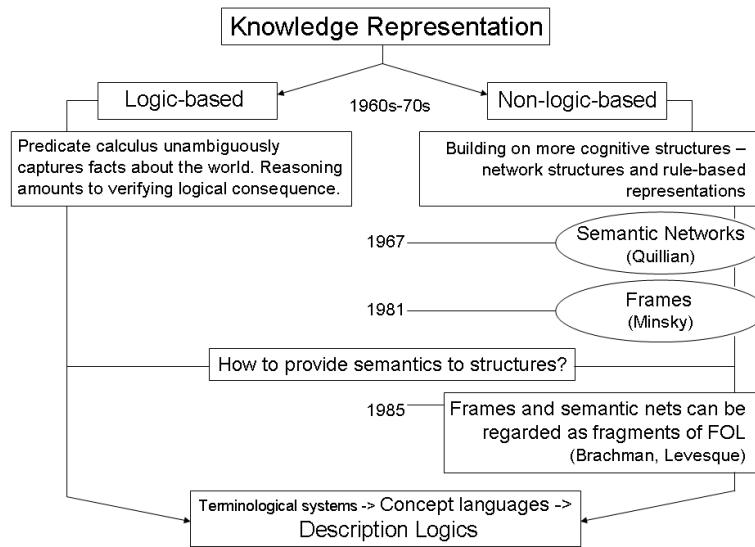 Knowledge Representation
Logic-based
1960s-70s
Non-logic-based
Predicate calculus unambiguously
captures facts about the world. Reasoning
amounts to verifying logical consequence.
Building on more cognitive structures –
network structures and rule-based
representations
1967
Semantic Networks
(Quillian)
1981
Frames
(Minsky)
How to provide semantics to structures?
1985
Frames and semantic nets can be
regarded as fragments of FOL
(Brachman, Levesque)
Terminological systems -> Concept languages ->
Description Logics